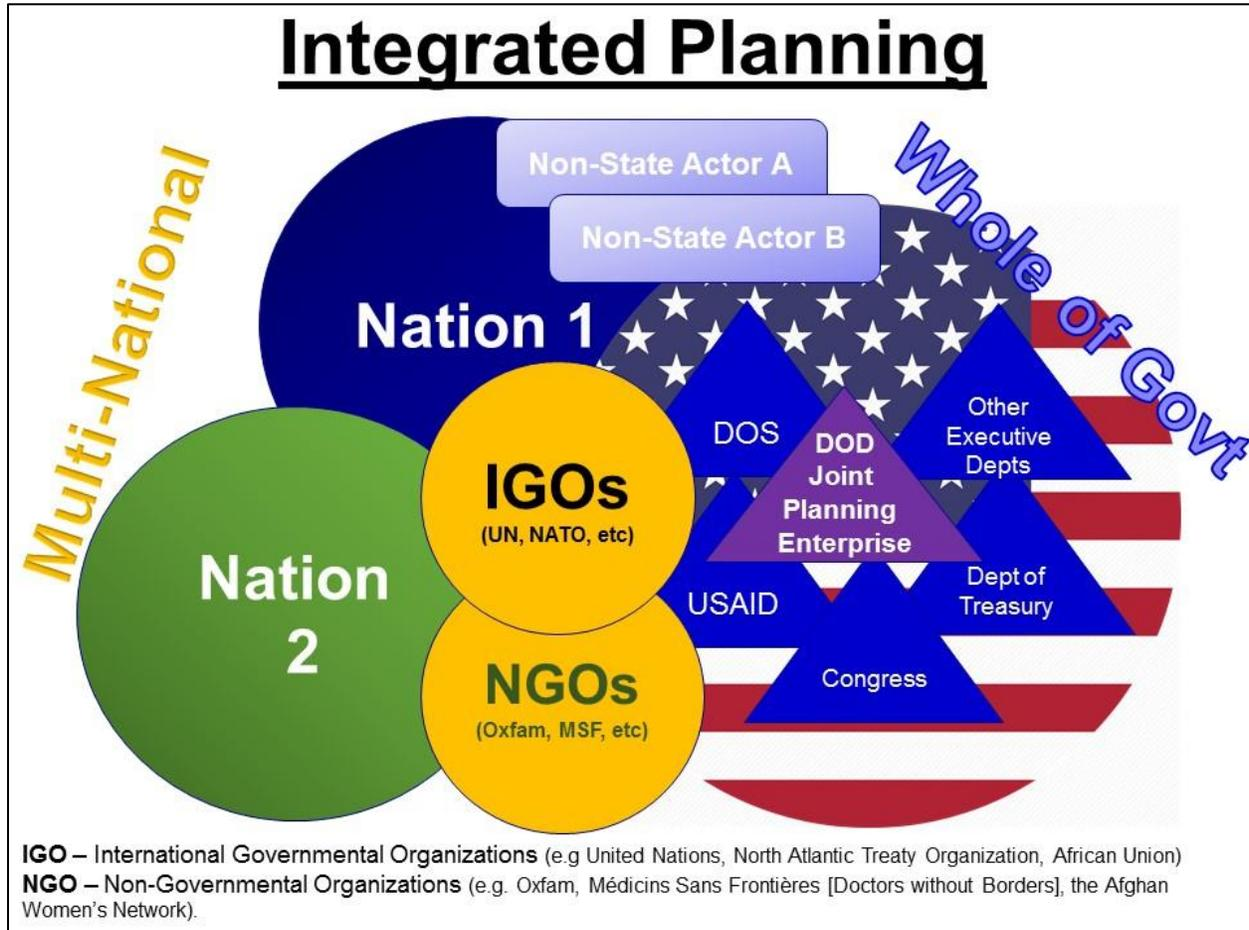 Integrated Planning
Multi-National
Whole of Govt
Non-State Actor A
Non-State Actor B
Nation 1
Nation
2
IGOs
(UN, NATO, etc)
NGOs
(Oxfam, MSF, etc)
DOS
DOD
Joint
Planning
Enterprise
Other
Executive
Depts
USAID
Dept of
Treasury
Congress
IGO – International Governmental Organizations (e.g United Nations, North Atlantic Treaty Organization, African Union)
NGO – Non-Governmental Organizations (e.g. Oxfam, Médicins Sans Frontières [Doctors without Borders], the Afghan
Women's Network).